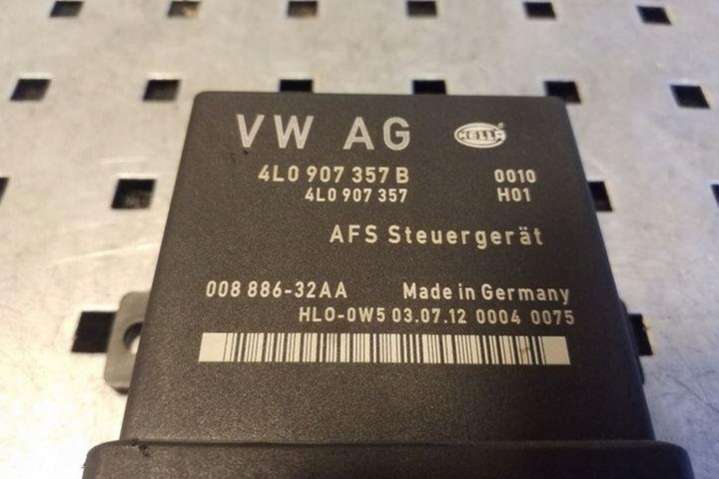 VW AG HELLA
4L0 907 357 B 0010
4L0 907 357 H01
AFS Steuergerät
008 886-32AA Made in Germany
HLO-0W5 03.07.12 0004 0075